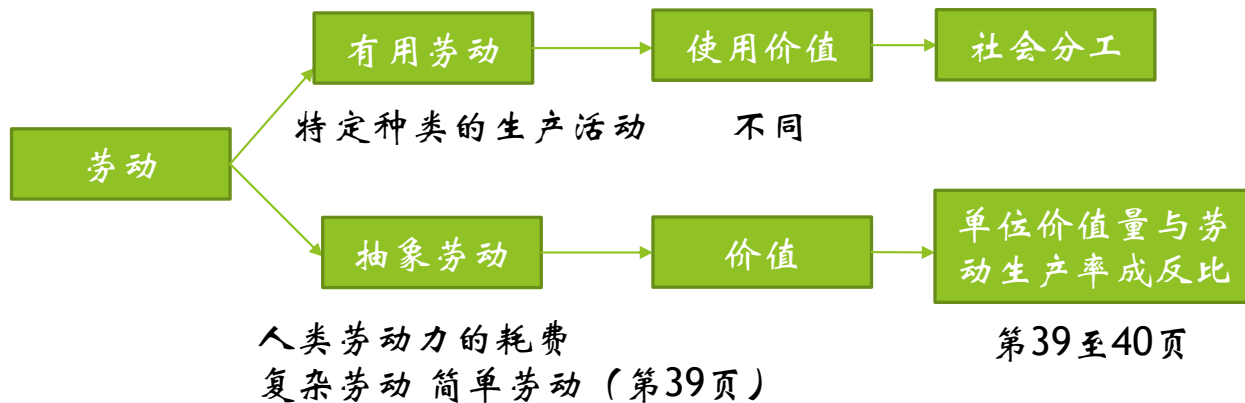 有用劳动
使用价值
社会分工
特定种类的生产活动
不同
劳动
抽象劳动
价值
单位价值量与劳
动生产率成反比
人类劳动力的耗费
复杂劳动 简单劳动（第39页）
第39至40页